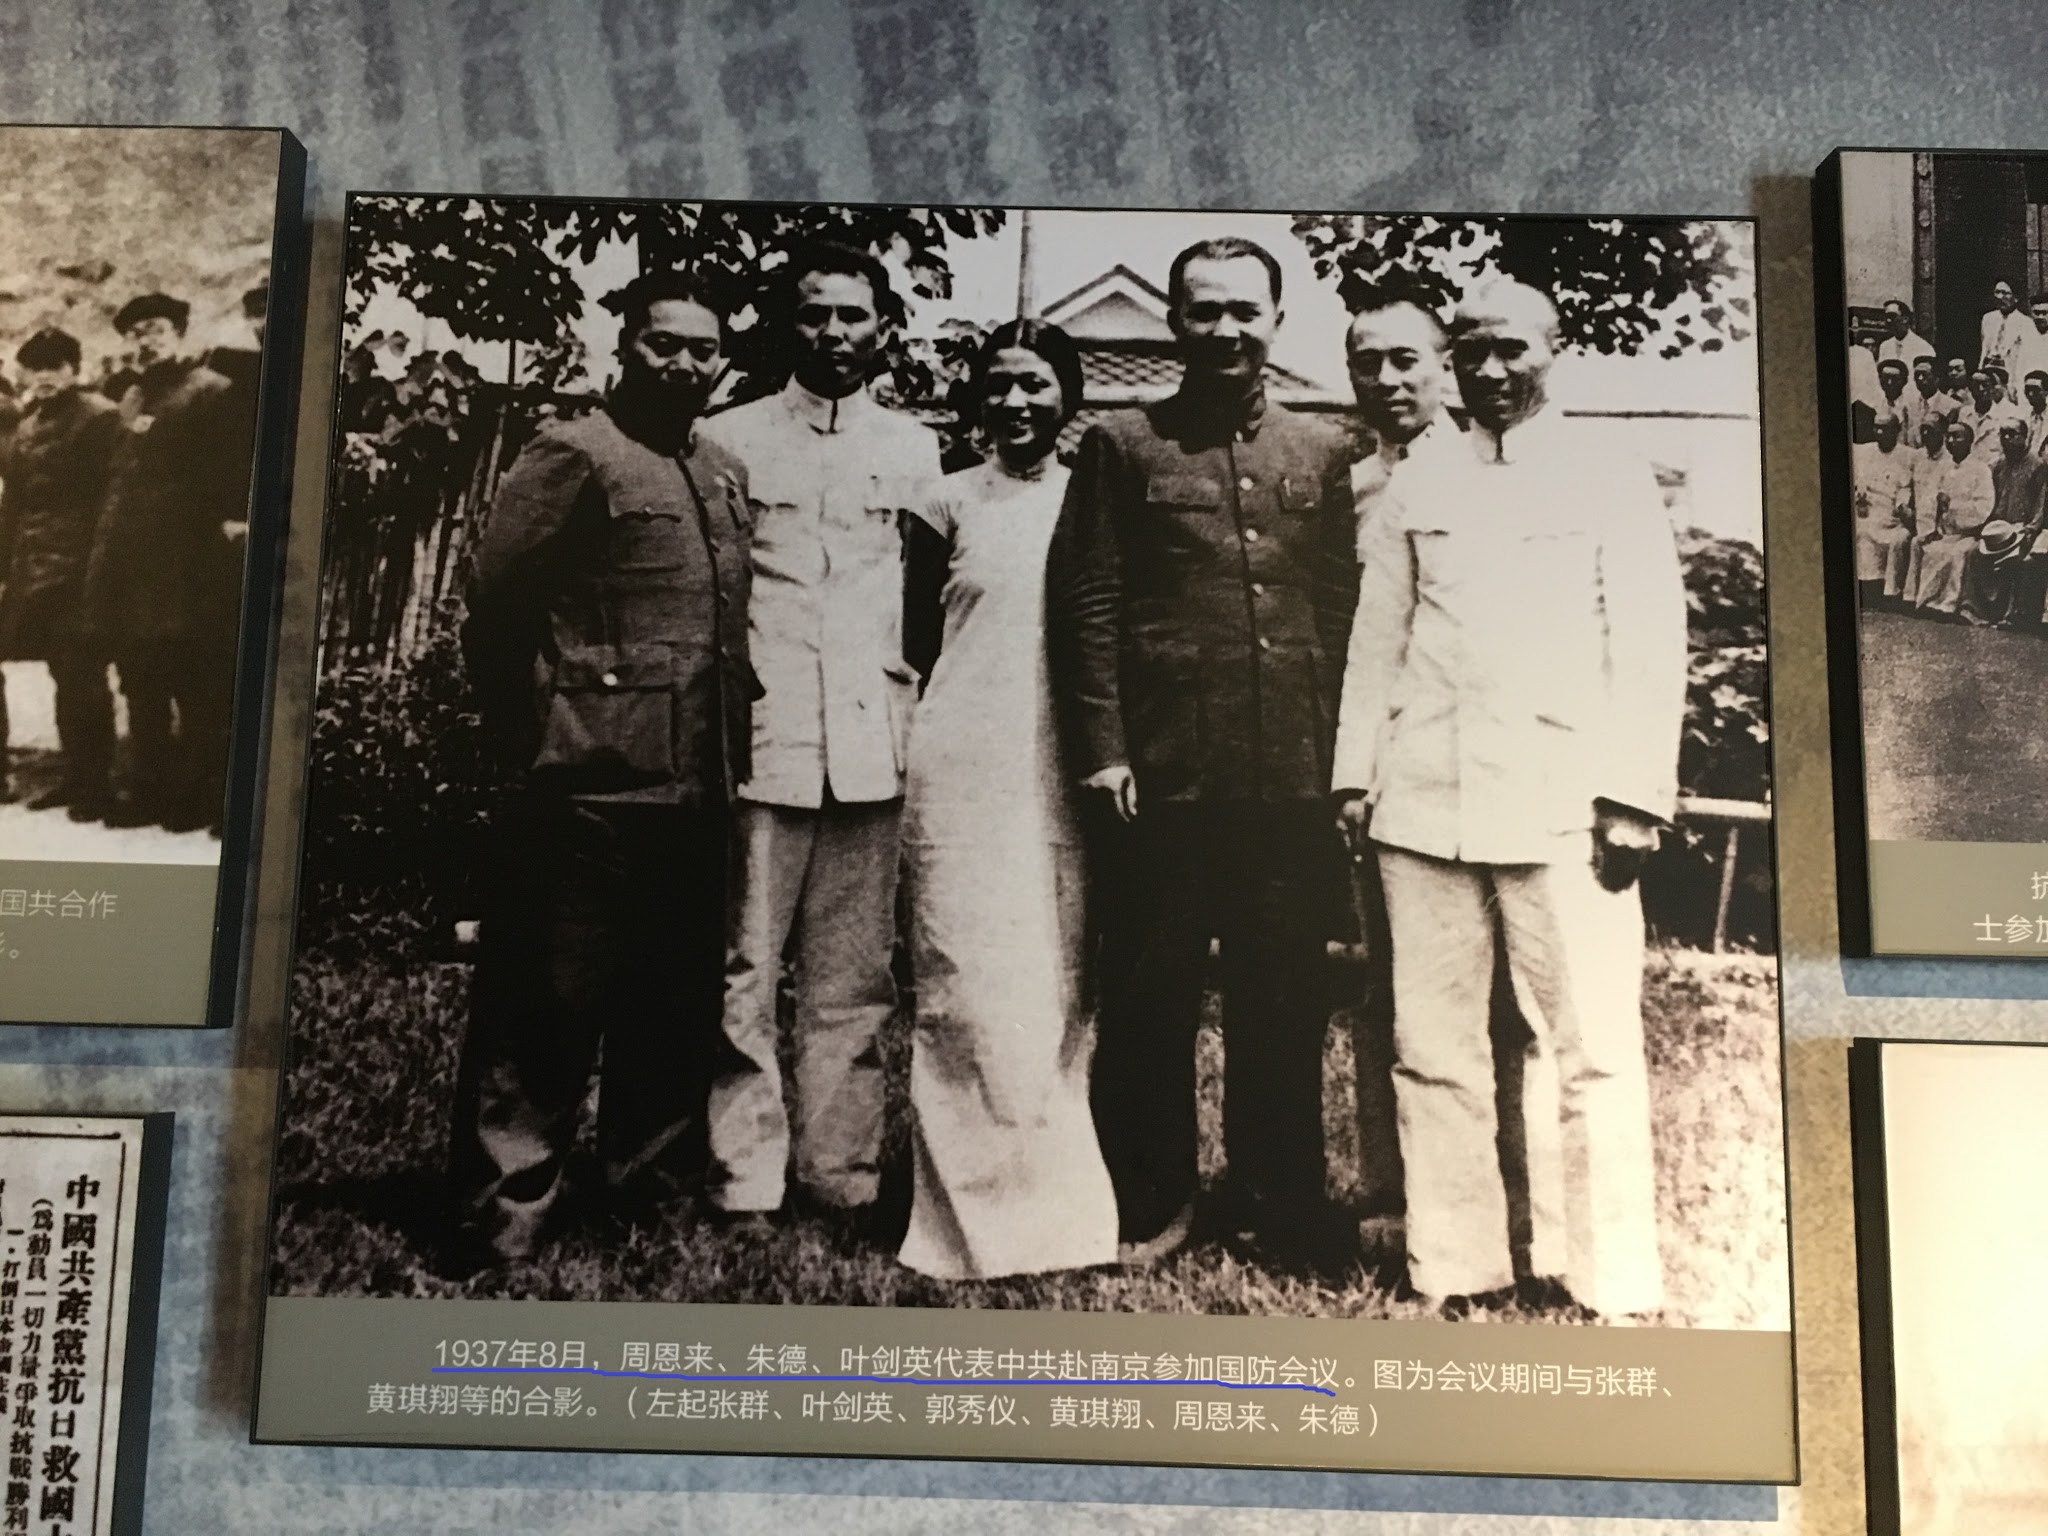 国共合作
影。
1937年8月，周恩来、朱德、叶剑英代表中共赴南京参加国防会议。图为会议期间与张群、
黄琪翔等的合影。（左起张群、叶剑英、郭秀仪、黄琪翔、周恩来、朱德）
抗
士参加
中國共產黨抗日救國
(爲動員一切力量爭取抗戰勝利
一·打倒日本帝國主義